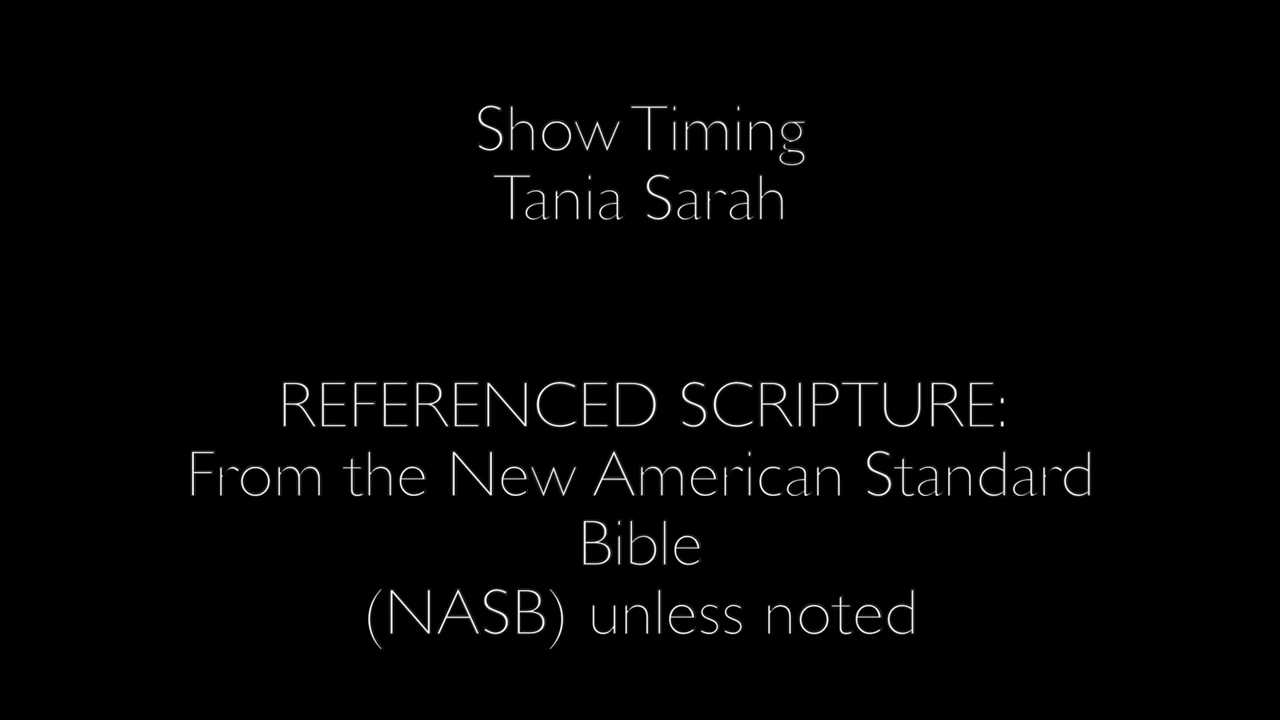 Show Timing
Tania Sarah
REFERENCED SCRIPTURE:
From the New American Standard
Bible
(NASB) unless noted